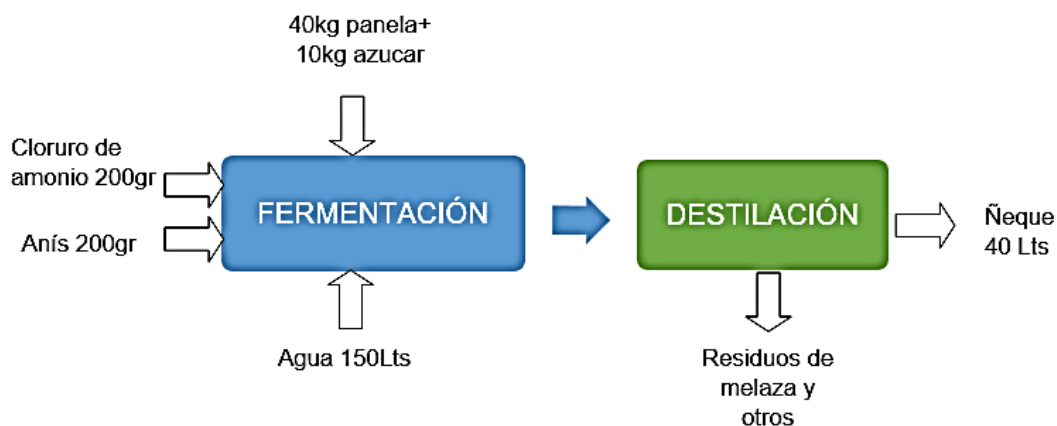 40kg panela+
10kg azucar
Cloruro de
amonio 200gr
Anís 200gr
FERMENTACIÓN
DESTILACIÓN
Ñeque
40 Lts
Agua 150Lts
Residuos de
melaza y
otros